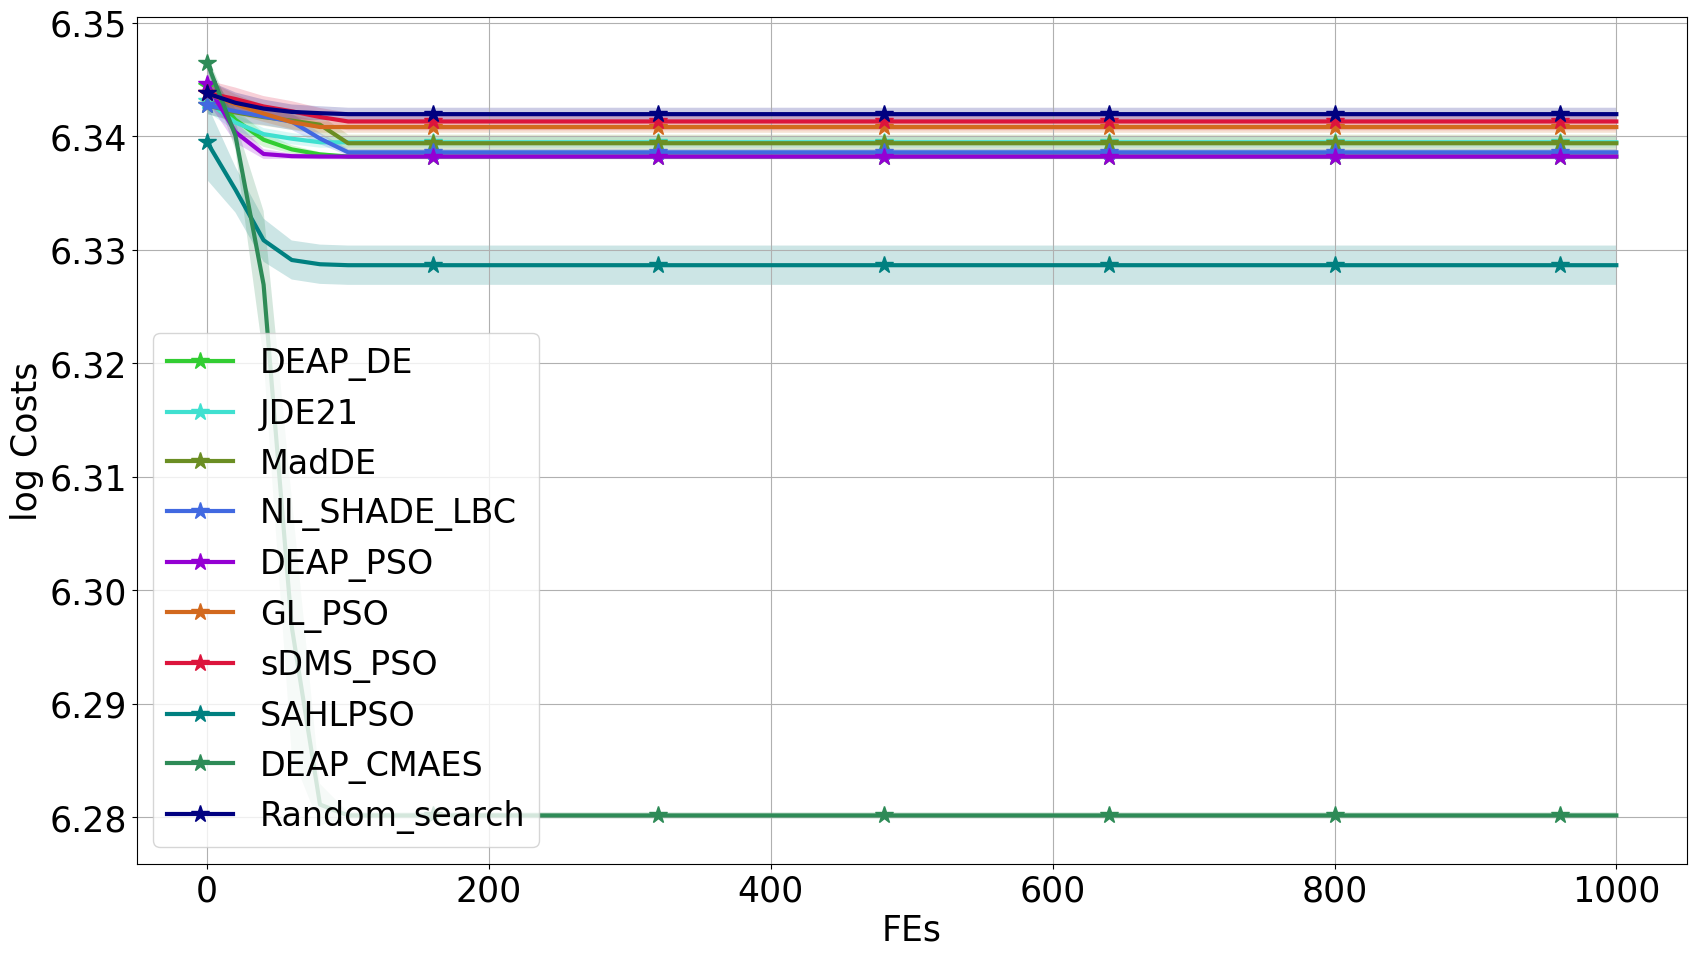 6.35
6.34
6.33
6.32
6.31
6.30
6.29
6.28
log Costs
DEAP_DE
JDE21
MadDE
NL_SHADE_LBC
DEAP_PSO
GL_PSO
sDMS_PSO
SAHLPSO
DEAP_CMAES
Random_search
0 200 400 600 800 1000
FEs